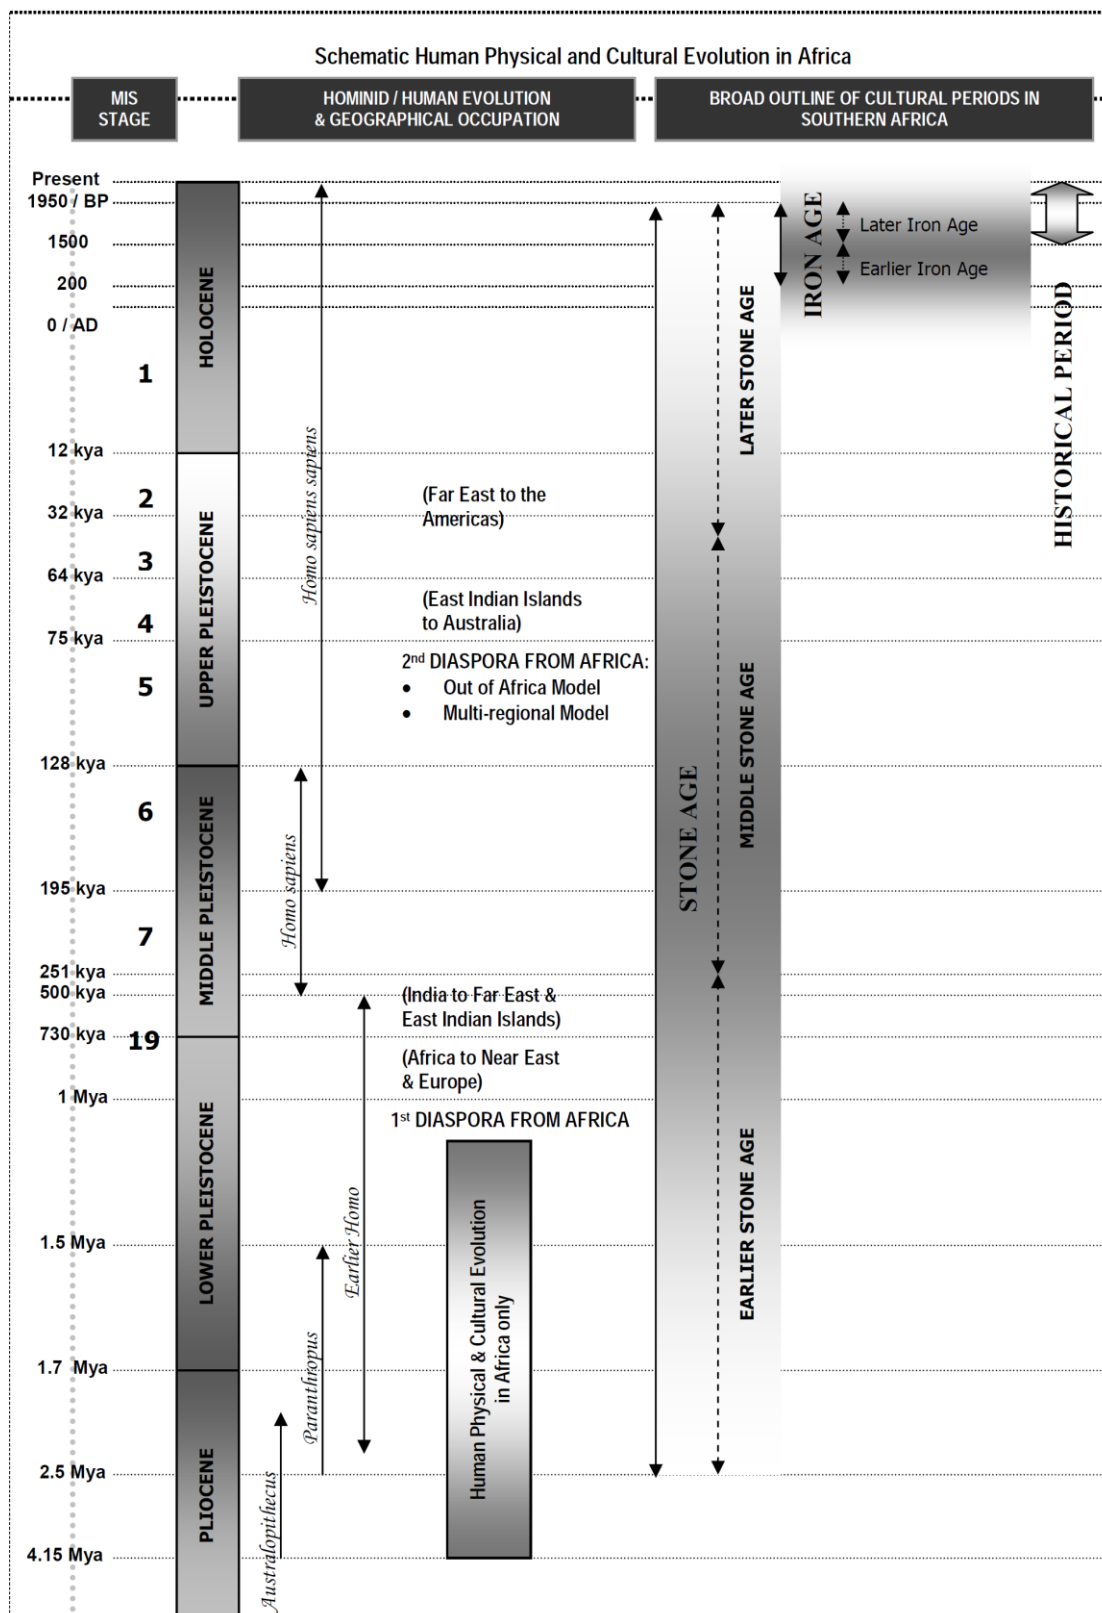 Schematic Human Physical and Cultural Evolution in Africa
MIS
STAGE
HOMINID / HUMAN EVOLUTION
& GEOGRAPHICAL OCCUPATION
BROAD OUTLINE OF CULTURAL PERIODS IN
SOUTHERN AFRICA
Present
1950 / BP
1500
200
0 / AD
12 kya
32 kya
64 kya
75 kya
128 kya
195 kya
251 kya
500 kya
730 kya
1 Mya
1.5 Mya
1.7 Mya
2.5 Mya
4.15 Mya
1
2
3
4
5
6
7
19
HOLOCENE
UPPER PLEISTOCENE
MIDDLE PLEISTOCENE
LOWER PLEISTOCENE
PLIOCENE
Homo sapiens sapiens
Homo sapiens
Earlier Homo
Paranthropus
Australopithecus
(Far East to the
Americas)
(East Indian Islands
to Australia)
2nd DIASPORA FROM AFRICA:
• Out of Africa Model
• Multi-regional Model
(India to Far East &
East Indian Islands)
(Africa to Near East
& Europe)
1st DIASPORA FROM AFRICA
Human Physical & Cultural Evolution
in Africa only
STONE AGE
LATER STONE AGE
MIDDLE STONE AGE
EARLIER STONE AGE
IRON AGE
Later Iron Age
Earlier Iron Age
HISTORICAL PERIOD